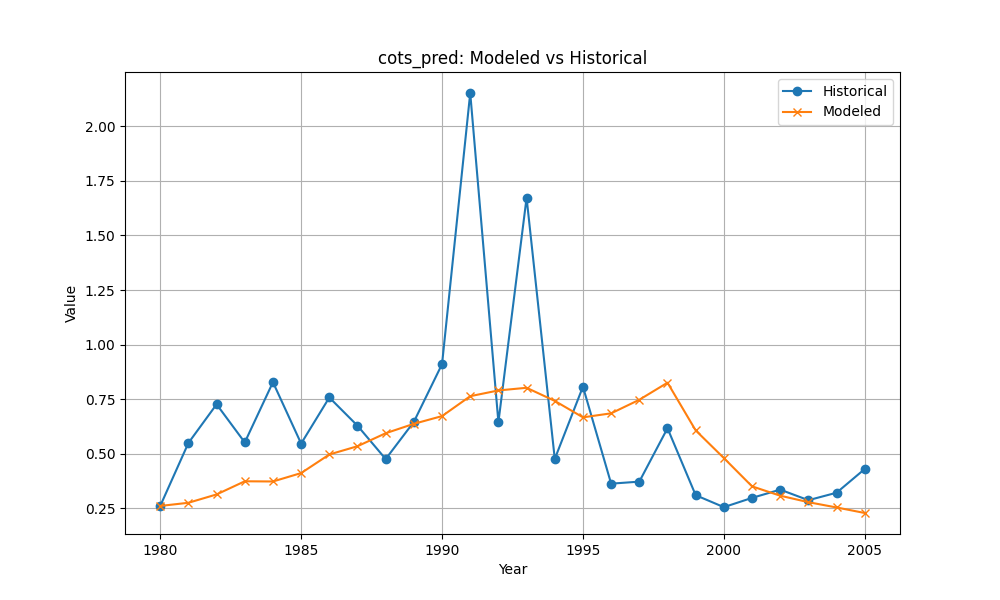 cots_pred: Modeled vs Historical
Historical
Modeled
Value
2.00
1.75
1.50
1.25
1.00
0.75
0.50
0.25
1980 1985 1990 1995 2000 2005
Year